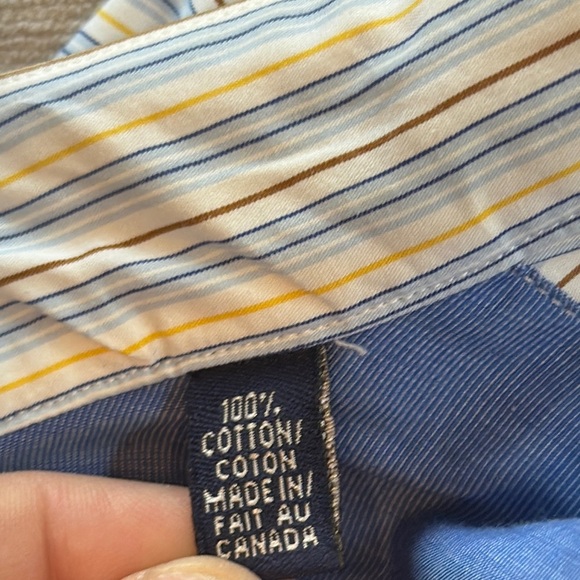 100%
COTTON/
COTON
MADE IN/
FAIT AU
CANADA